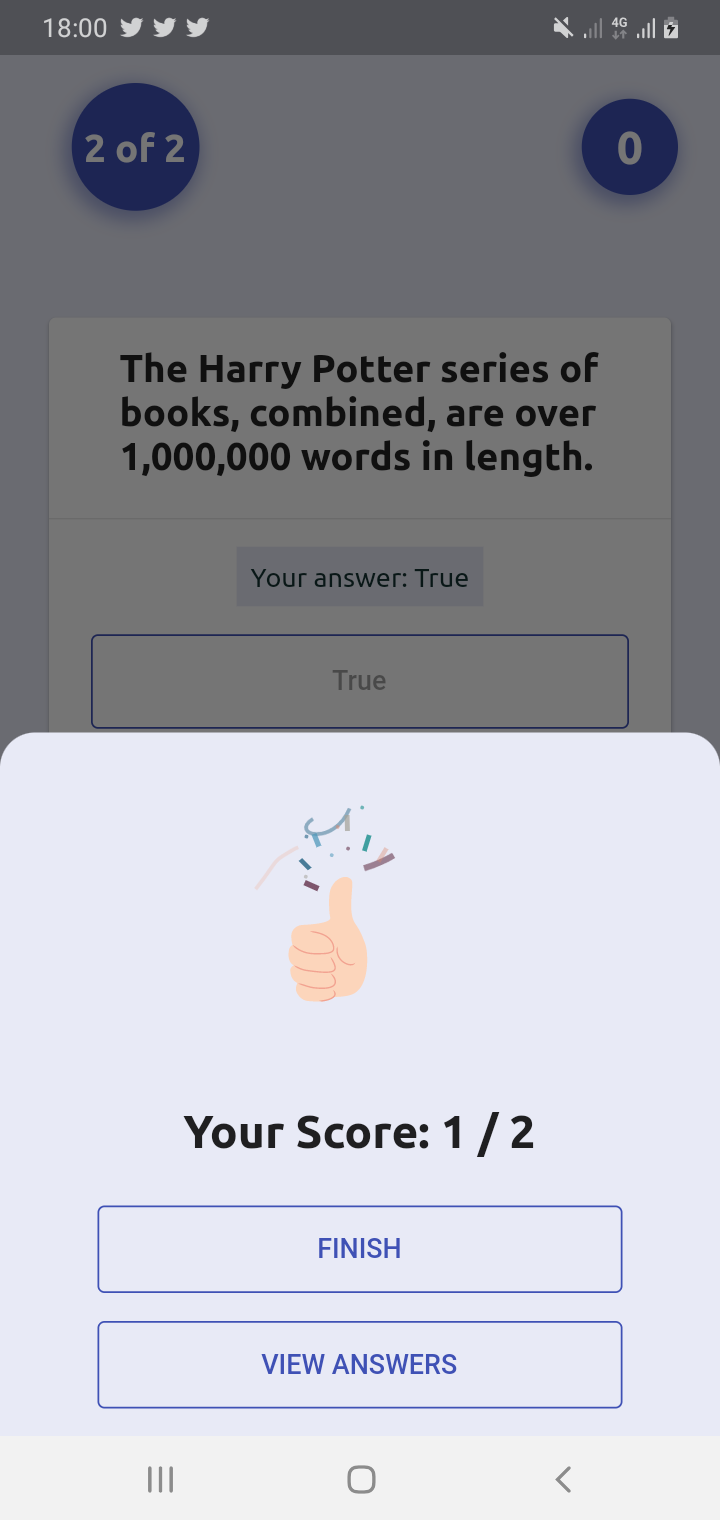 18:00
4G
2 of 2
0
The Harry Potter series of
books, combined, are over
1,000,000 words in length.
Your answer: True
True
Your Score: 1 / 2
FINISH
VIEW ANSWERS